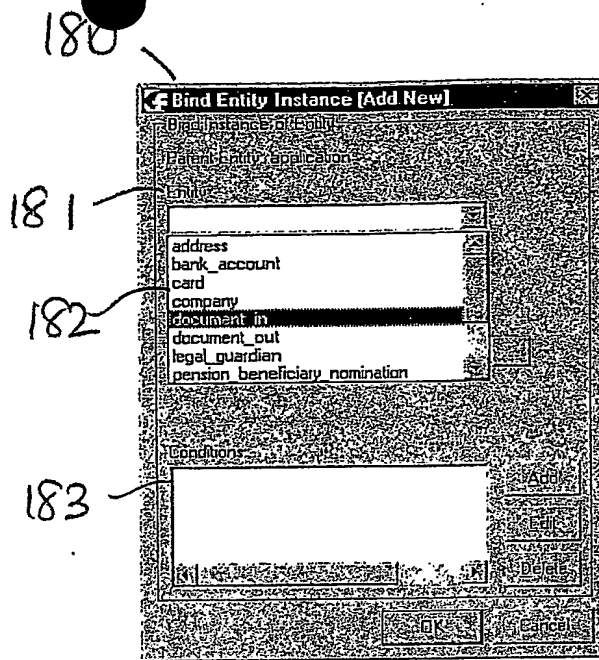 180
Bind Entity Instance [Add New]
Bind Instance of Entity
Parent Entity: application
Entity
181
address
bank_account
card
182
company
document_in
document_out
legal_guardian
pension_beneficiary_nomination
Conditions
183
Add
Edit
Delete
OK
Cancel